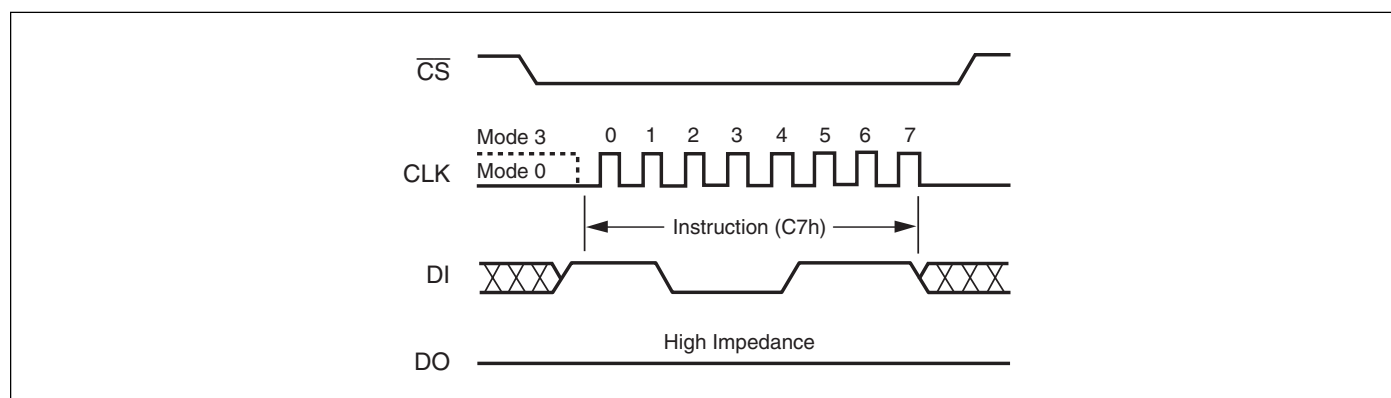 CS
Mode 3
0 1 2 3 4 5 6 7
CLK
Mode 0
Instruction (C7h)
DI
High Impedance
DO